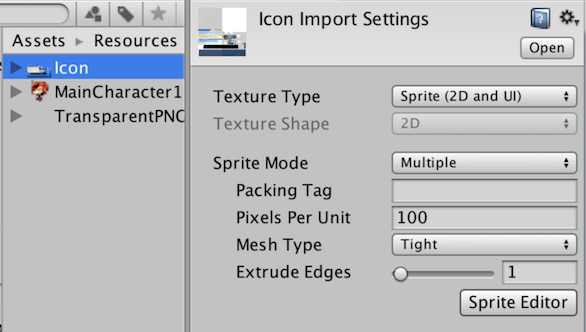 Icon Import Settings
Open
Assets Resources
Icon
MainCharacter1
TransparentPNG
Texture Type Sprite (2D and UI)
Texture Shape 2D
Sprite Mode Multiple
Packing Tag
Pixels Per Unit 100
Mesh Type Tight
Extrude Edges 1
Sprite Editor